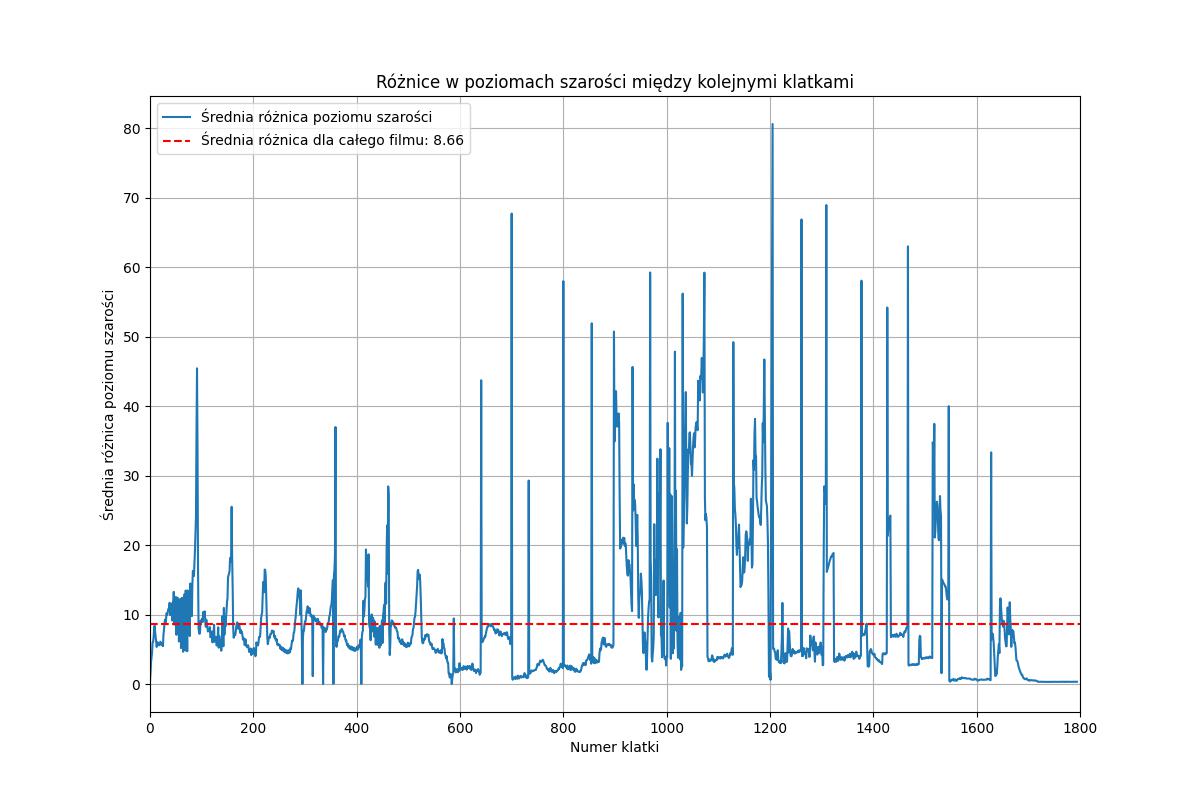 Różnice w poziomach szarości między kolejnymi klatkami
Średnia różnica poziomu szarości
Średnia różnica dla całego filmu: 8.66
Średnia różnica poziomu szarości
80
70
60
50
40
30
20
10
0
0 200 400 600 800 1000 1200 1400 1600 1800
Numer klatki